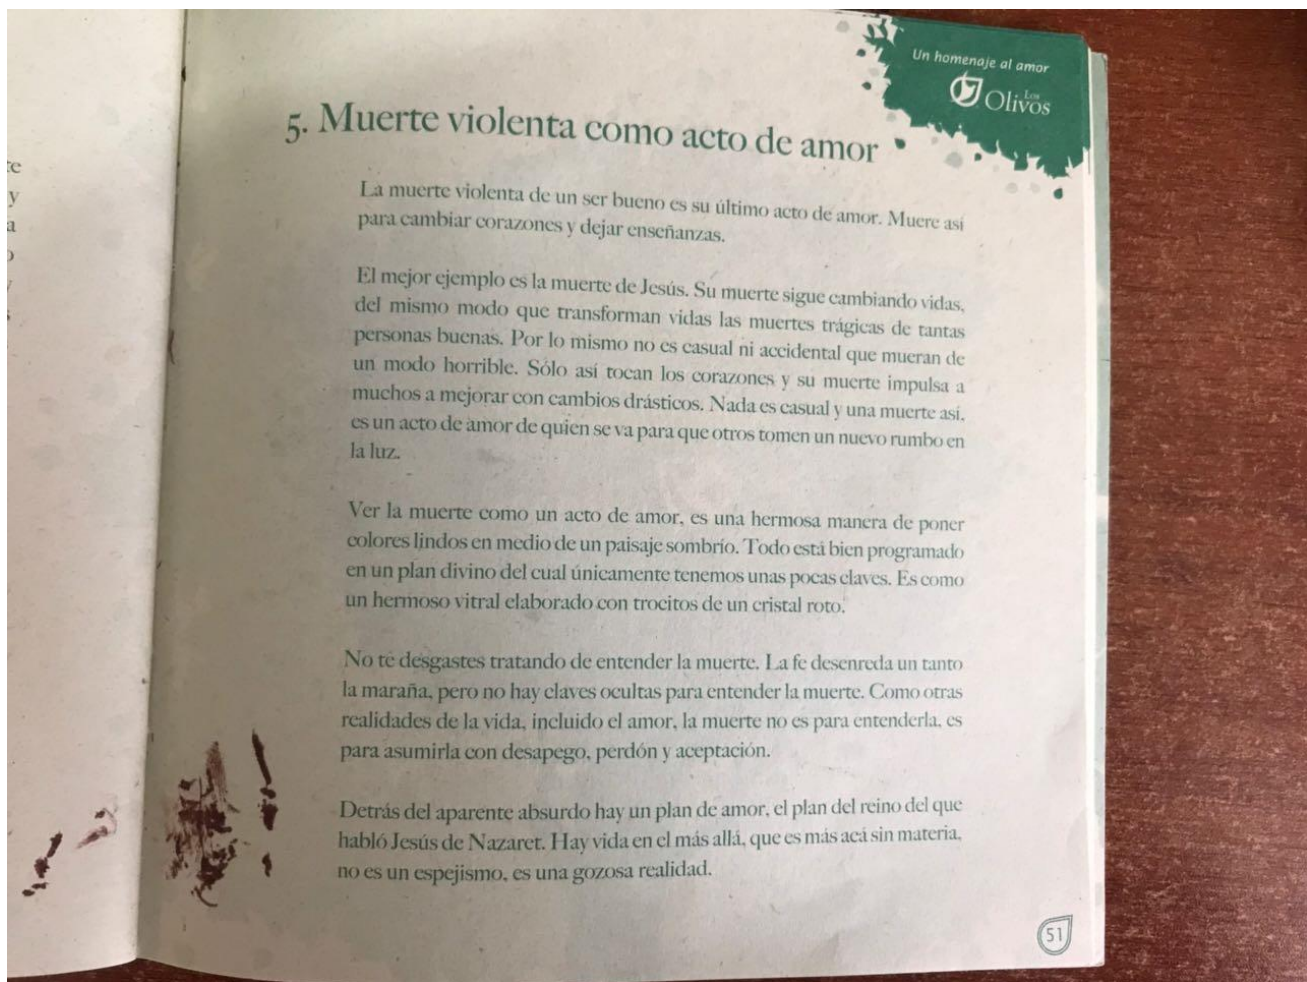 te
y
a
o
y
s
Un homenaje al amor
Los
Olivos
5. Muerte violenta como acto de amor
La muerte violenta de un ser bueno es su último acto de amor. Muere así
para cambiar corazones y dejar enseñanzas.
El mejor ejemplo es la muerte de Jesús. Su muerte sigue cambiando vidas,
del mismo modo que transforman vidas las muertes trágicas de tantas
personas buenas. Por lo mismo no es casual ni accidental que mueran de
un modo horrible. Sólo así tocan los corazones y su muerte impulsa a
muchos a mejorar con cambios drásticos. Nada es casual y una muerte así,
es un acto de amor de quien se va para que otros tomen un nuevo rumbo en
la luz.
Ver la muerte como un acto de amor, es una hermosa manera de poner
colores lindos en medio de un paisaje sombrío. Todo está bien programado
en un plan divino del cual únicamente tenemos unas pocas claves. Es como
un hermoso vitral elaborado con trocitos de un cristal roto.
No te desgastes tratando de entender la muerte. La fe desenreda un tanto
la maraña, pero no hay claves ocultas para entender la muerte. Como otras
realidades de la vida, incluido el amor, la muerte no es para entenderla, es
para asumirla con desapego, perdón y aceptación.
Detrás del aparente absurdo hay un plan de amor, el plan del reino del que
habló Jesús de Nazaret. Hay vida en el más allá, que es más acá sin materia,
no es un espejismo, es una gozosa realidad.
51